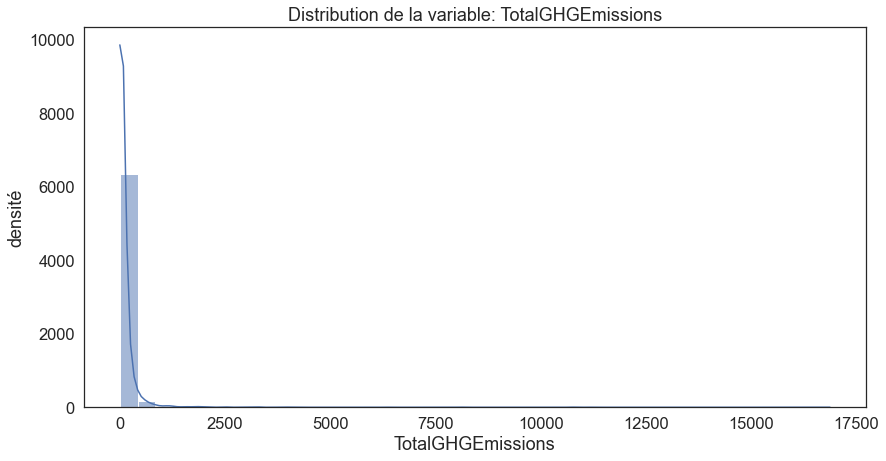 Distribution de la variable: TotalGHGEmissions
10000
8000
6000
4000
2000
0
densité
0 2500 5000 7500 10000 12500 15000 17500
TotalGHGEmissions